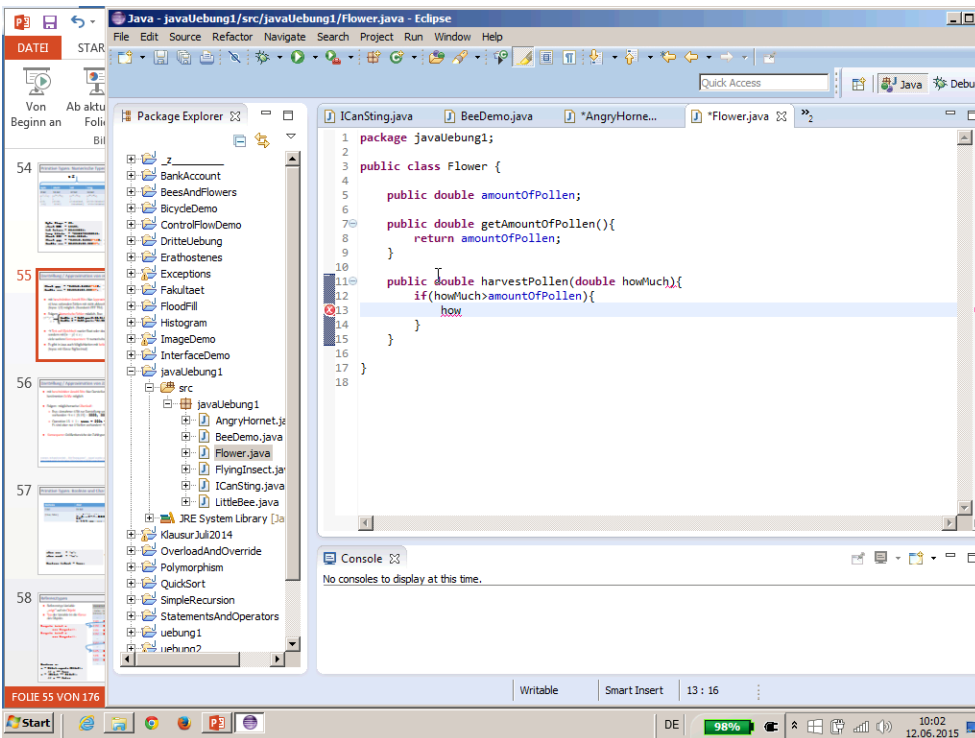 Java - javaUebung1/src/javaUebung1/Flower.java - Eclipse
File Edit Source Refactor Navigate Search Project Run Window Help
Quick Access
Java
Debu
DATEI STAR
Von
Beginn an
Ab aktu
Foli
Bil
54
55
56
57
58
FOLIE 55 VON 176
Package Explorer
_z_________
BankAccount
BeesAndFlowers
BicycleDemo
ControlFlowDemo
DritteUebung
Erathostenes
Exceptions
Fakultaet
FloodFill
Histogram
ImageDemo
InterfaceDemo
javaUebung1
src
javaUebung1
AngryHornet.ja
BeeDemo.java
Flower.java
FlyingInsect.ja
ICanSting.java
LittleBee.java
JRE System Library [Ja
KlausurJuli2014
OverloadAndOverride
Polymorphism
QuickSort
SimpleRecursion
StatementsAndOperators
uebung1
uebung2
ICanSting.java BeeDemo.java *AngryHorne... *Flower.java »2
1 package javaUebung1;
2
3 public class Flower {
4
5 public double amountOfPollen;
6
7 public double getAmountOfPollen(){
8 return amountOfPollen;
9 }
10
11 public double harvestPollen(double howMuch){
12 if(howMuch>amountOfPollen){
13 how
14 }
15 }
16
17 }
18
Console
No consoles to display at this time.
Writable Smart Insert 13 : 16
Start
DE
98%
10:02
12.06.2015